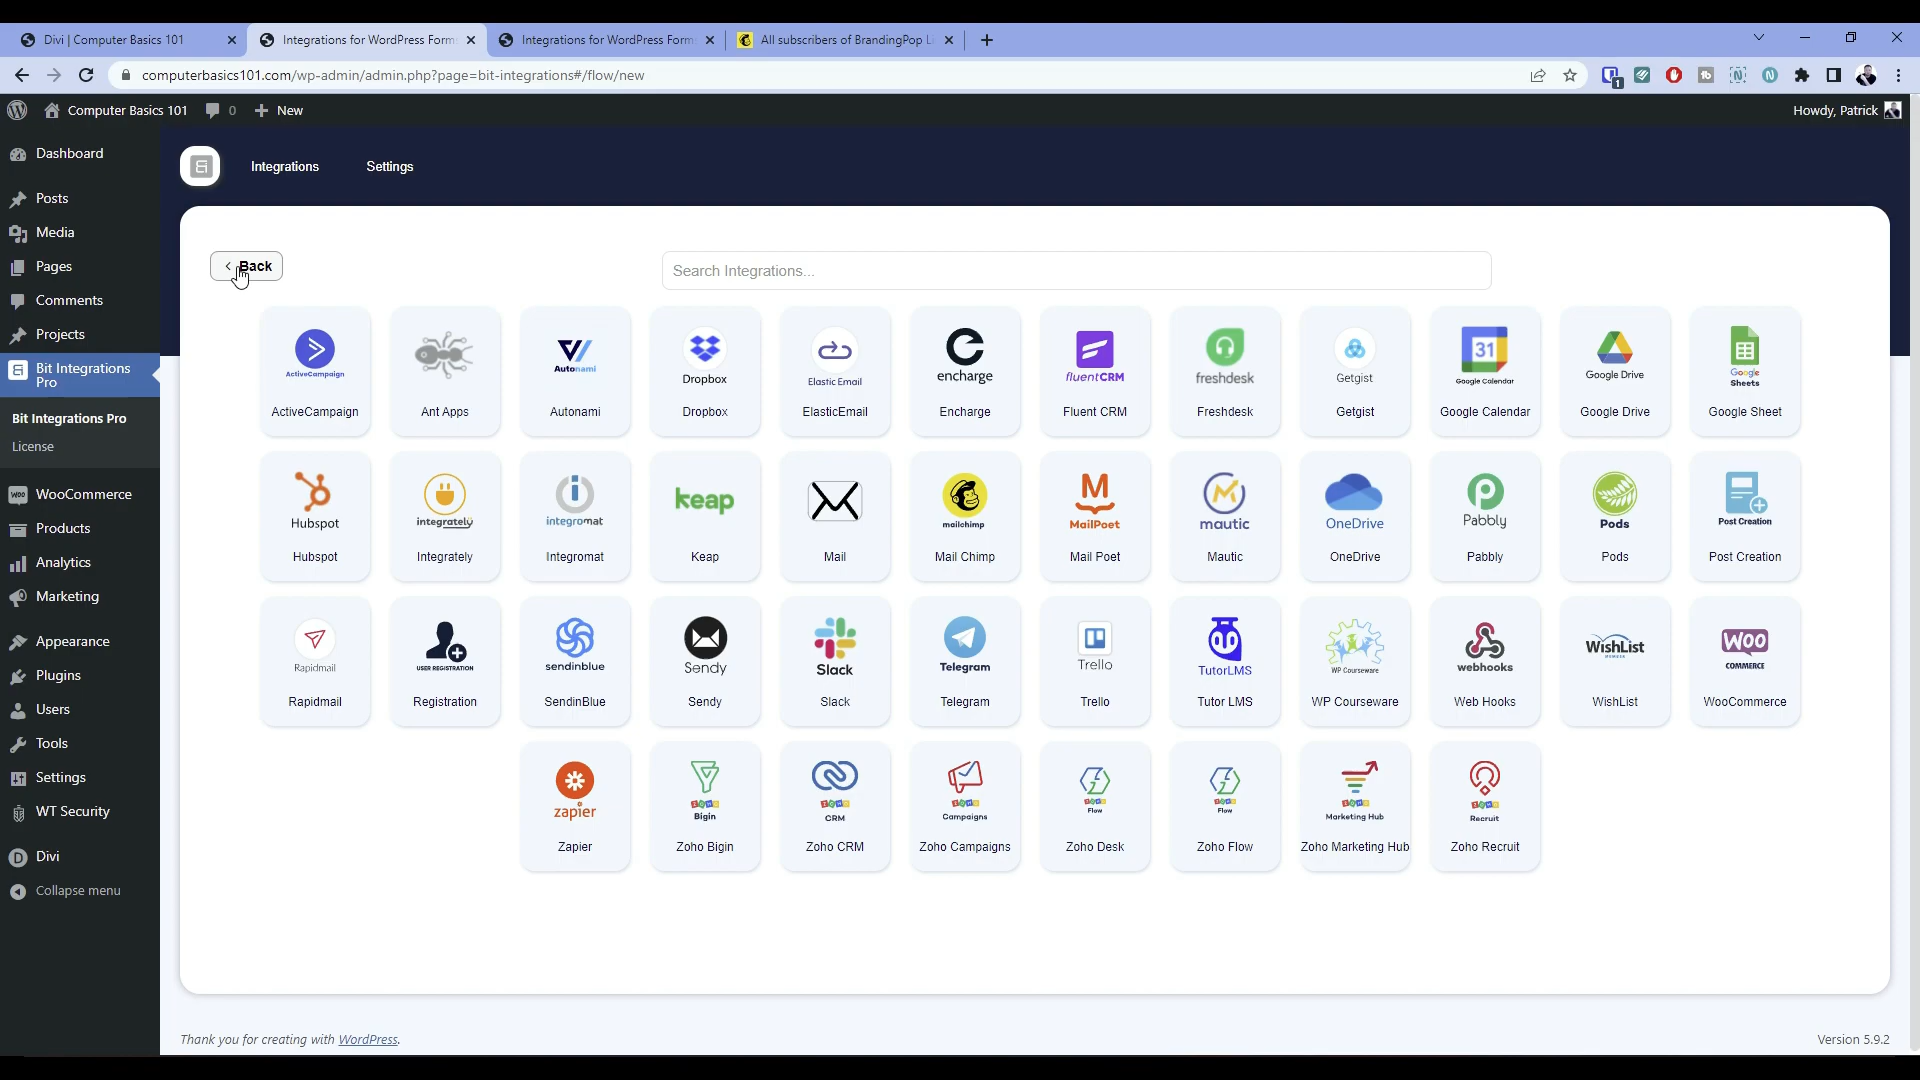 Divi | Computer Basics 101
Integrations for WordPress Form
Integrations for WordPress Form
All subscribers of BrandingPop L
computerbasics101.com/wp-admin/admin.php?page=bit-integrations#/flow/new
1
Computer Basics 101
0
New
Howdy, Patrick
Dashboard
Posts
Media
Pages
Comments
Projects
Bit Integrations
Pro
Bit Integrations Pro
License
WooCommerce
Products
Analytics
Marketing
Appearance
Plugins
Users
Tools
Settings
WT Security
Divi
Collapse menu
Integrations
Settings
Back
Search Integrations...
ActiveCampaign
ActiveCampaign
Ant Apps
Autonami
Autonami
Dropbox
Dropbox
Elastic Email
ElasticEmail
encharge
Encharge
fluentCRM
Fluent CRM
freshdesk
Freshdesk
Getgist
Getgist
31
Google Calendar
Google Calendar
Google Drive
Google Drive
Google
Sheets
Google Sheet
Hubspot
Hubspot
integrately
Integrately
integromat
Integromat
keap
Keap
Mail
mailchimp
Mail Chimp
MailPoet
Mail Poet
mautic
Mautic
OneDrive
OneDrive
Pabbly
Pabbly
Pods
Pods
Post Creation
Post Creation
Rapidmail
Rapidmail
USER REGISTRATION
Registration
sendinblue
SendinBlue
Sendy
Sendy
Slack
Slack
Telegram
Telegram
Trello
Trello
TutorLMS
Tutor LMS
WP Courseware
WP Courseware
webhooks
Web Hooks
WishList
MEMBER
WishList
WOO
COMMERCE
WooCommerce
zapier
Zapier
ZOHO
Bigin
Zoho Bigin
ZOHO
CRM
Zoho CRM
ZOHO
Campaigns
Zoho Campaigns
ZOHO
Flow
Zoho Desk
ZOHO
Flow
Zoho Flow
ZOHO
Marketing Hub
Zoho Marketing Hub
ZOHO
Recruit
Zoho Recruit
Thank you for creating with WordPress.
Version 5.9.2